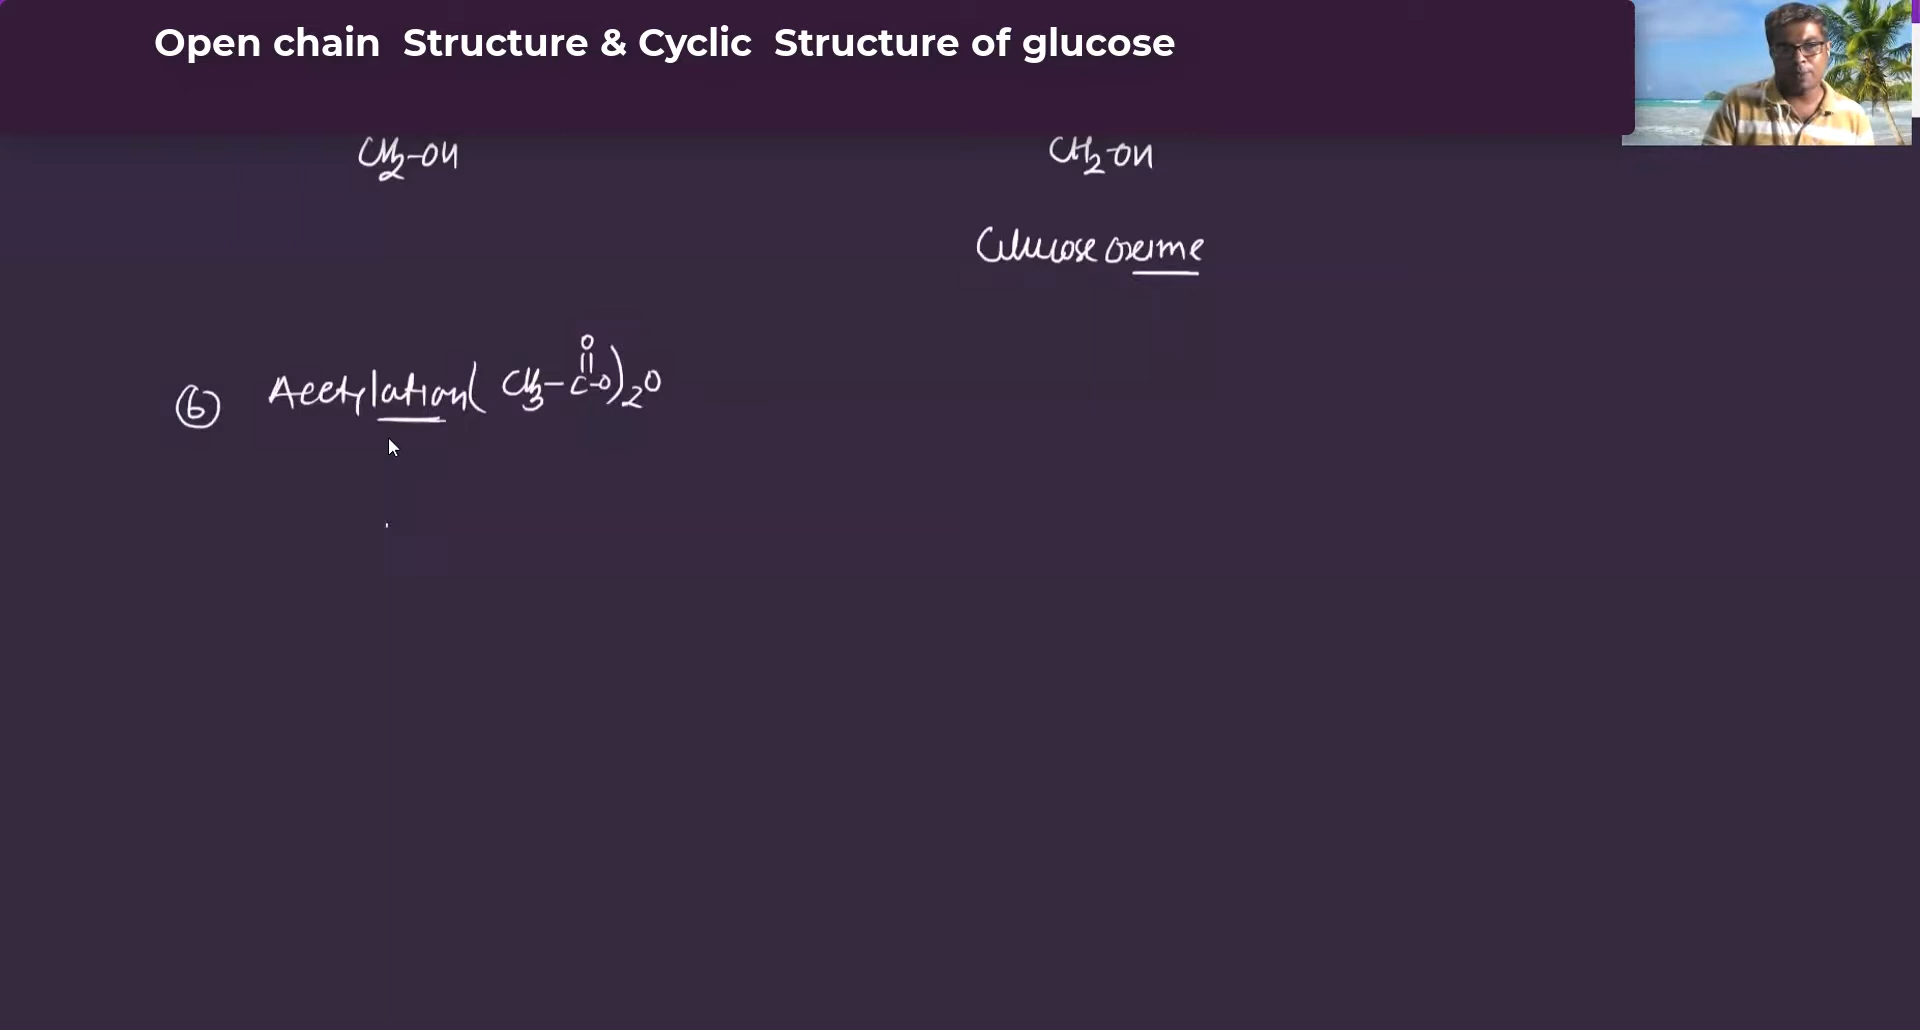 Open chain Structure & Cyclic Structure of glucose
CH2-OH CH2-OH
Glucose oxime
⑥ Acetylation( CH3-C-O)2O
O
||